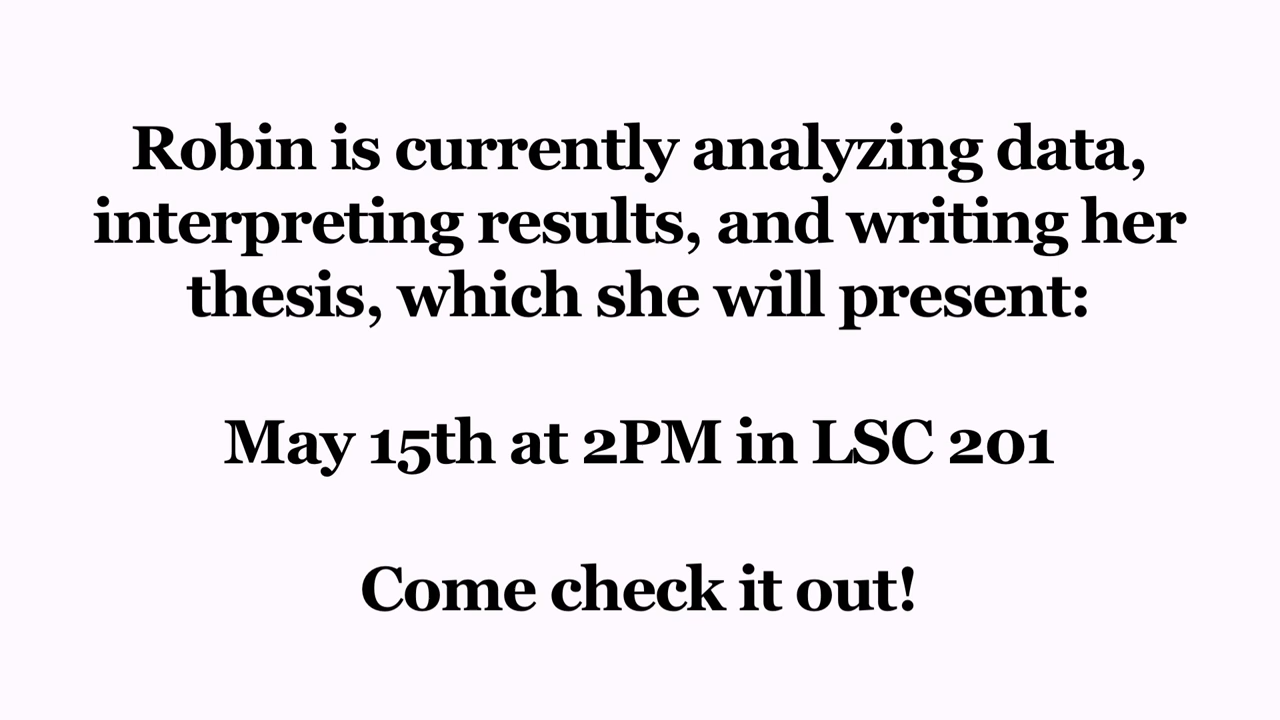 Robin is currently analyzing data,
interpreting results, and writing her
thesis, which she will present:
May 15th at 2PM in LSC 201
Come check it out!